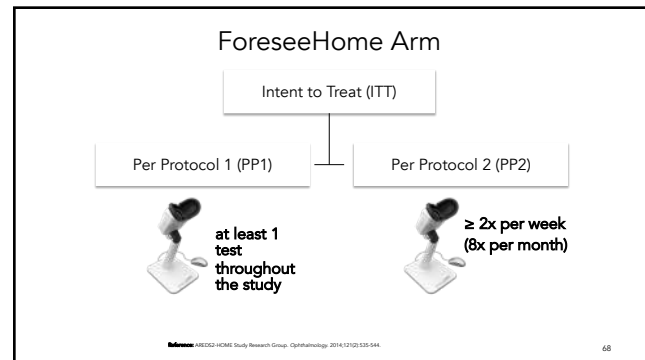 ForeseeHome Arm
Intent to Treat (ITT)
Per Protocol 1 (PP1)
Per Protocol 2 (PP2)
at least 1
test
throughout
the study
≥ 2x per week
(8x per month)
Reference: AREDS2-HOME Study Research Group. Ophthalmology. 2014;121(2):535-544.
68